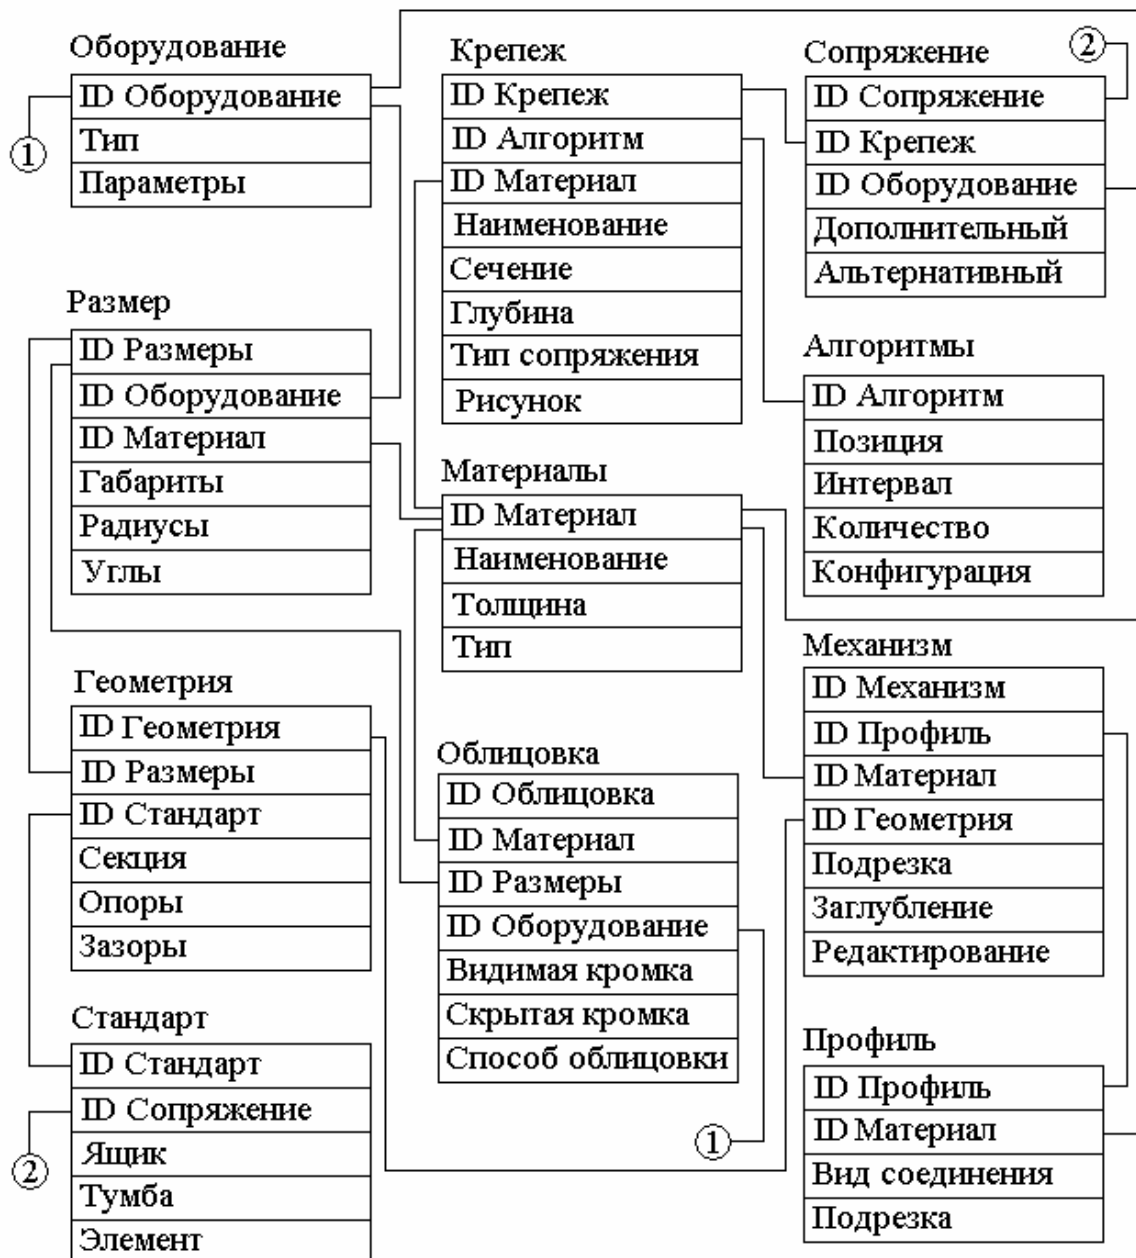 Оборудование
ID Оборудование
Тип
Параметры
1
Размер
ID Размеры
ID Оборудование
ID Материал
Габариты
Радиусы
Углы
Геометрия
ID Геометрия
ID Размеры
ID Стандарт
Секция
Опоры
Зазоры
Стандарт
ID Стандарт
ID Сопряжение
Ящик
Тумба
Элемент
2
Крепеж
ID Крепеж
ID Алгоритм
ID Материал
Наименование
Сечение
Глубина
Тип сопряжения
Рисунок
Материалы
ID Материал
Наименование
Толщина
Тип
Облицовка
ID Облицовка
ID Материал
ID Размеры
ID Оборудование
Видимая кромка
Скрытая кромка
Способ облицовки
1
Сопряжение
2
ID Сопряжение
ID Крепеж
ID Оборудование
Дополнительный
Альтернативный
Алгоритмы
ID Алгоритм
Позиция
Интервал
Количество
Конфигурация
Механизм
ID Механизм
ID Профиль
ID Материал
ID Геометрия
Подрезка
Заглубление
Редактирование
Профиль
ID Профиль
ID Материал
Вид соединения
Подрезка